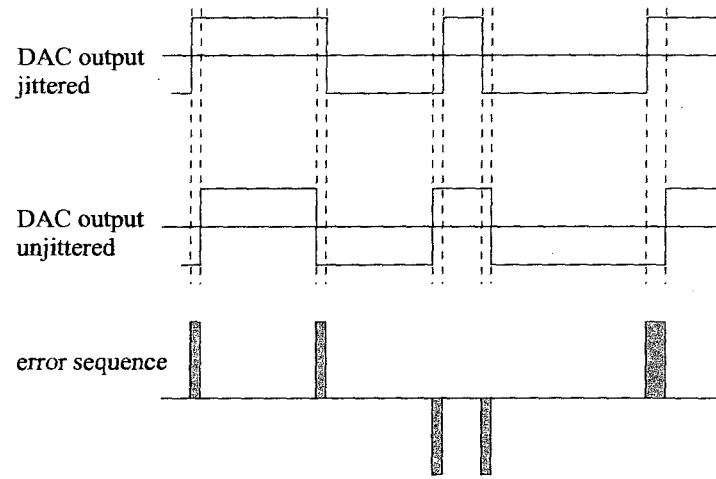 DAC output
jittered
DAC output
unjittered
error sequence